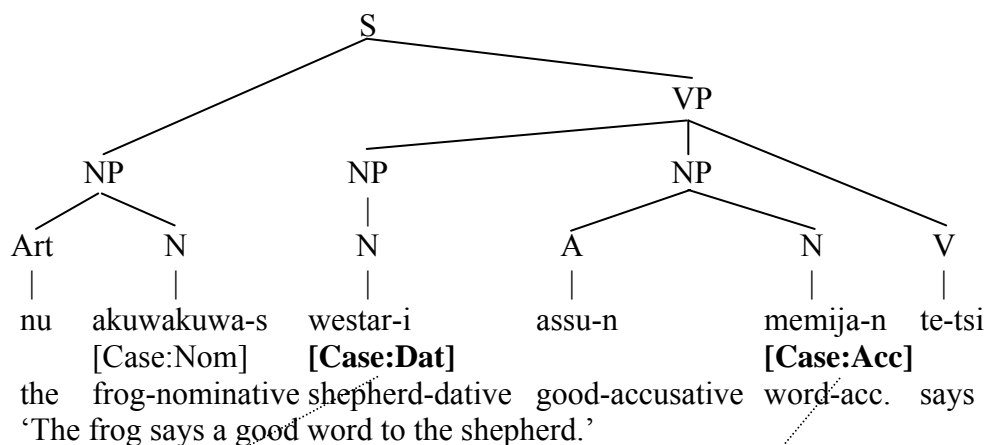 S
VP
NP NP NP
Art N N A N V
nu akuwakuwa-s westar-i assu-n memija-n te-tsi
[Case:Nom] [Case:Dat] [Case:Acc]
the frog-nominative shepherd-dative good-accusative word-acc. says
‘The frog says a good word to the shepherd.’